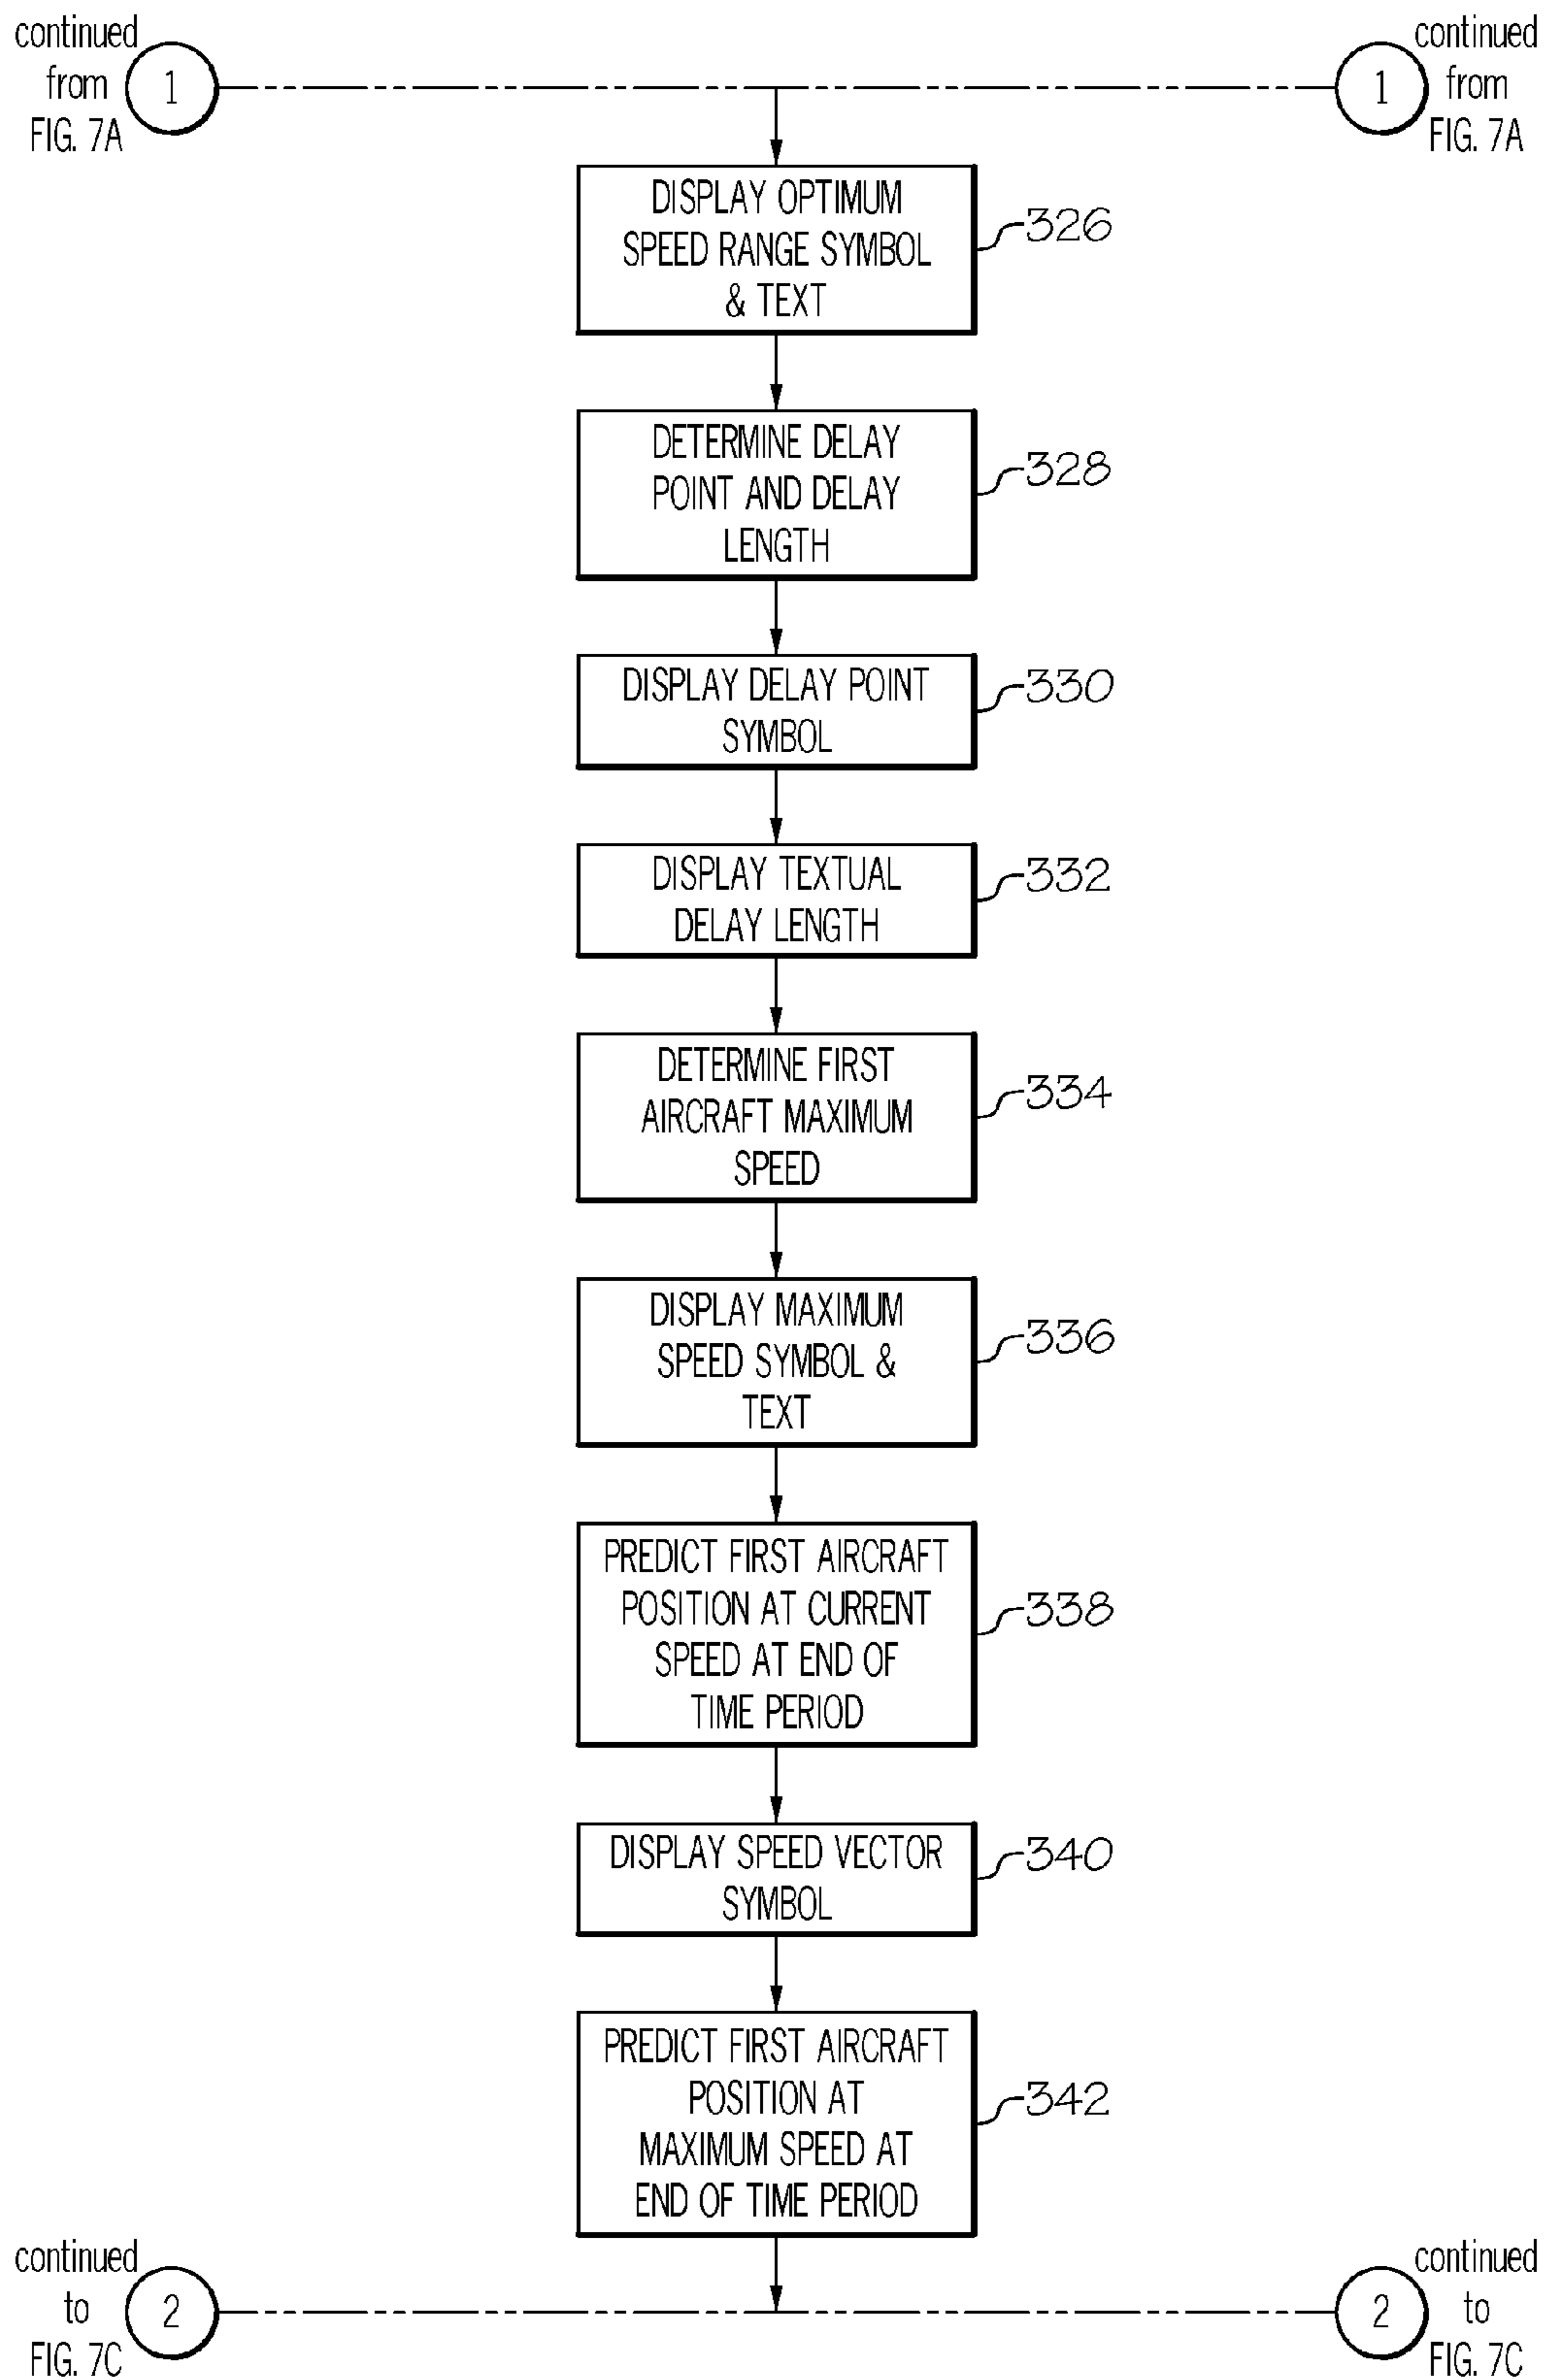 continued
from
FIG. 7A
1
1
continued
from
FIG. 7A
DISPLAY OPTIMUM
SPEED RANGE SYMBOL
& TEXT
326
DETERMINE DELAY
POINT AND DELAY
LENGTH
328
DISPLAY DELAY POINT
SYMBOL
330
DISPLAY TEXTUAL
DELAY LENGTH
332
DETERMINE FIRST
AIRCRAFT MAXIMUM
SPEED
334
DISPLAY MAXIMUM
SPEED SYMBOL &
TEXT
336
PREDICT FIRST AIRCRAFT
POSITION AT CURRENT
SPEED AT END OF
TIME PERIOD
338
DISPLAY SPEED VECTOR
SYMBOL
340
PREDICT FIRST AIRCRAFT
POSITION AT
MAXIMUM SPEED AT
END OF TIME PERIOD
342
continued
to
FIG. 7C
2
2
continued
to
FIG. 7C